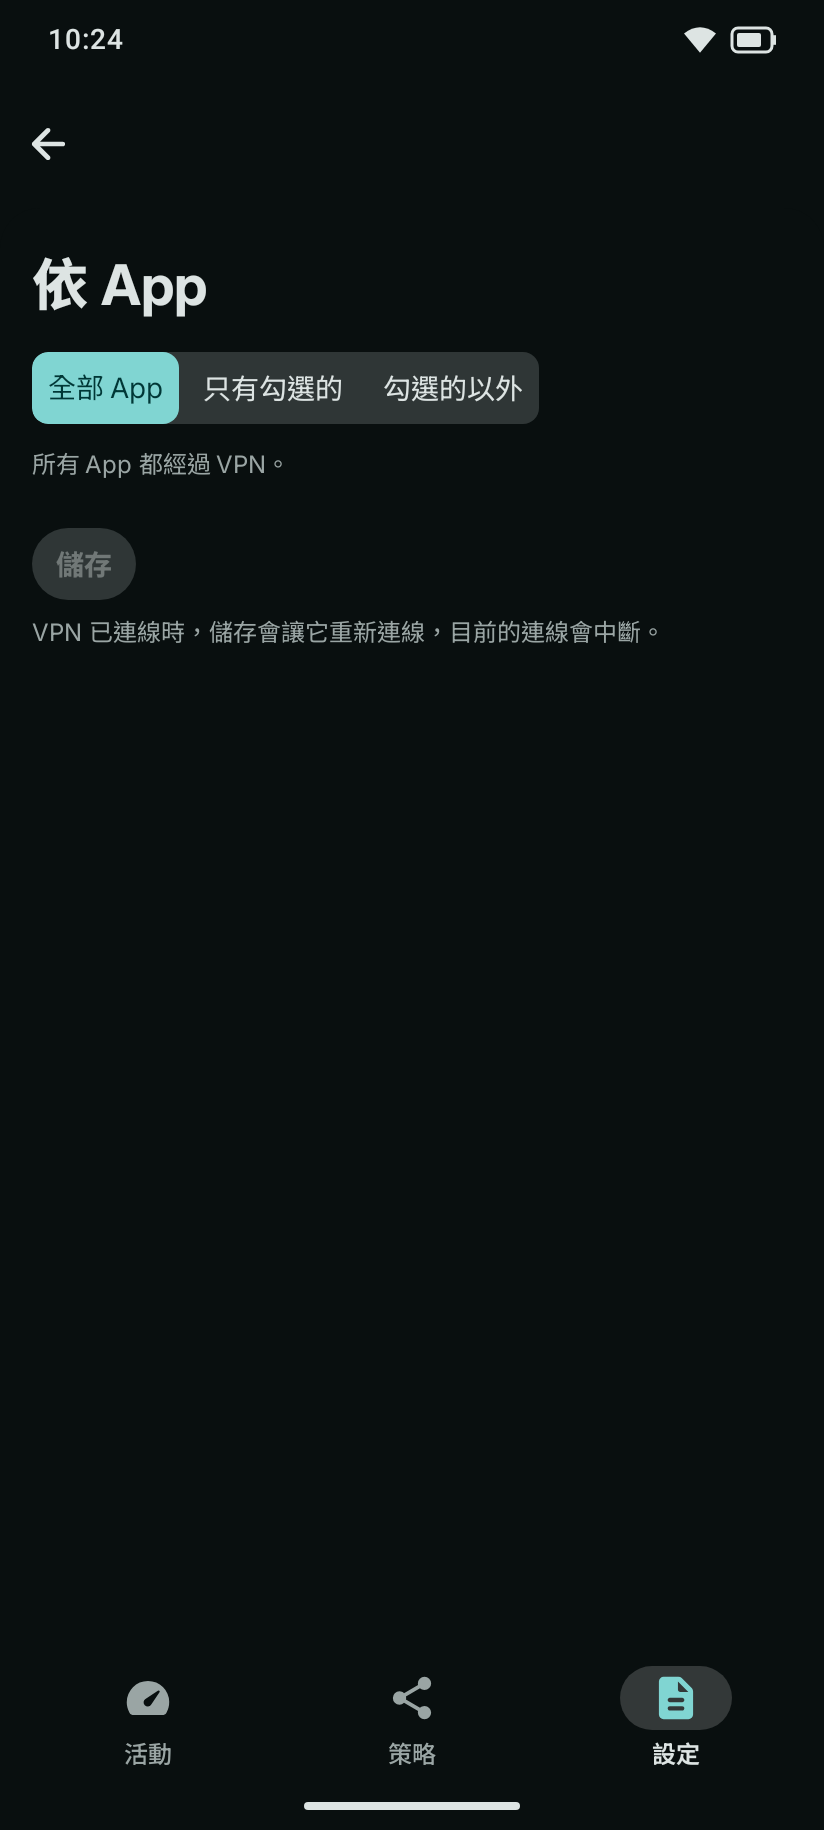 10:24
依 App
全部 App
只有勾選的
勾選的以外
所有 App 都經過 VPN。
儲存
VPN 已連線時，儲存會讓它重新連線，目前的連線會中斷。
活動
策略
設定